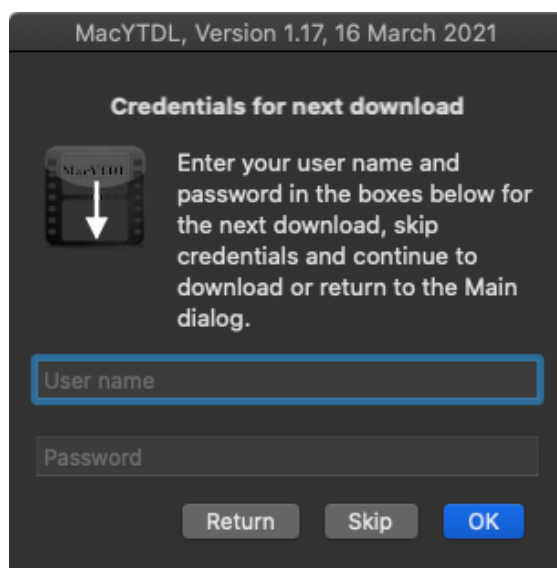 MacYTDL, Version 1.17, 16 March 2021
Credentials for next download
MacYTDL
Enter your user name and
password in the boxes below for
the next download, skip
credentials and continue to
download or return to the Main
dialog.
User name
Password
Return Skip OK